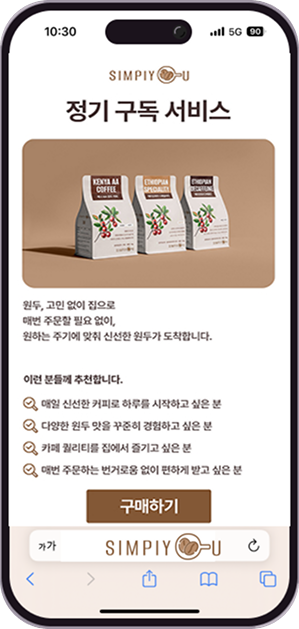 10:30
5G 90
SIMPIY U
정기 구독 서비스
KENYA AA
COFFEE
ETHIOPIAN
SPECIALITY
ETHIOPIAN
DECAFFEINE
원두, 고민 없이 집으로
매번 주문할 필요 없이,
원하는 주기에 맞춰 신선한 원두가 도착합니다.
이런 분들께 추천합니다.
매일 신선한 커피로 하루를 시작하고 싶은 분
다양한 원두 맛을 꾸준히 경험하고 싶은 분
카페 퀄리티를 집에서 즐기고 싶은 분
매번 주문하는 번거로움 없이 편하게 받고 싶은 분
구매하기
가가 SIMPIY U